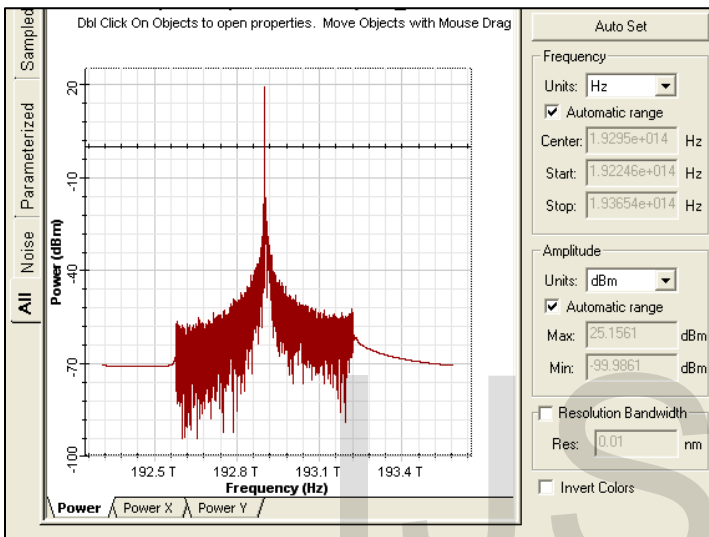 Dbl Click On Objects to open properties. Move Objects with Mouse Drag
Sampled
Parameterized
Noise
All
Power (dBm)
20
-10
-40
-70
-100
192.5 T 192.8 T 193.1 T 193.4 T
Frequency (Hz)
Power Power X Power Y
Auto Set
Frequency
Units: Hz
Automatic range
Center: 1.9295e+014 Hz
Start: 1.92246e+014 Hz
Stop: 1.93654e+014 Hz
Amplitude
Units: dBm
Automatic range
Max: 25.1561 dBm
Min: -99.9861 dBm
Resolution Bandwidth
Res: 0.01 nm
Invert Colors